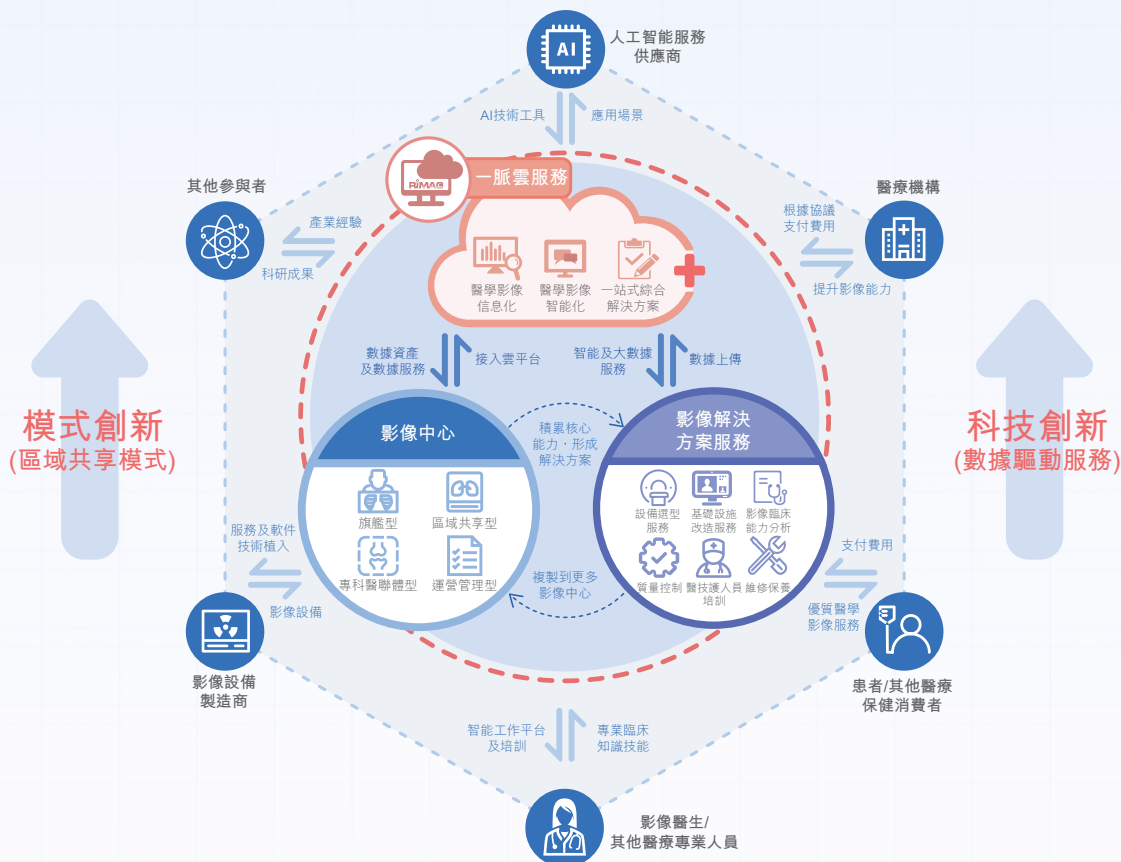 AI
人工智能服務
供應商
AI技術工具
應用場景
RIMAG
一脈雲服務
其他參與者
醫療機構
產業經驗
科研成果
根據協議
支付費用
提升影像能力
醫學影像
信息化
醫學影像
智能化
一站式綜合
解決方案
數據資產
及數據服務
接入雲平台
智能及大數據
服務
數據上傳
模式創新
(區域共享模式)
科技創新
(數據驅動服務)
影像中心
旗艦型
區域共享型
專科醫聯體型
運營管理型
積累核心
能力·形成
解決方案
複製到更多
影像中心
影像解決
方案服務
設備選型
服務
基礎設施
改造服務
影像臨床
能力分析
質量控制
醫技護人員
培訓
維修保養
服務及軟件
技術植入
影像設備
支付費用
優質醫學
影像服務
影像設備
製造商
患者/其他醫療
保健消費者
智能工作平台
及培訓
專業臨床
知識技能
影像醫生/
其他醫療專業人員